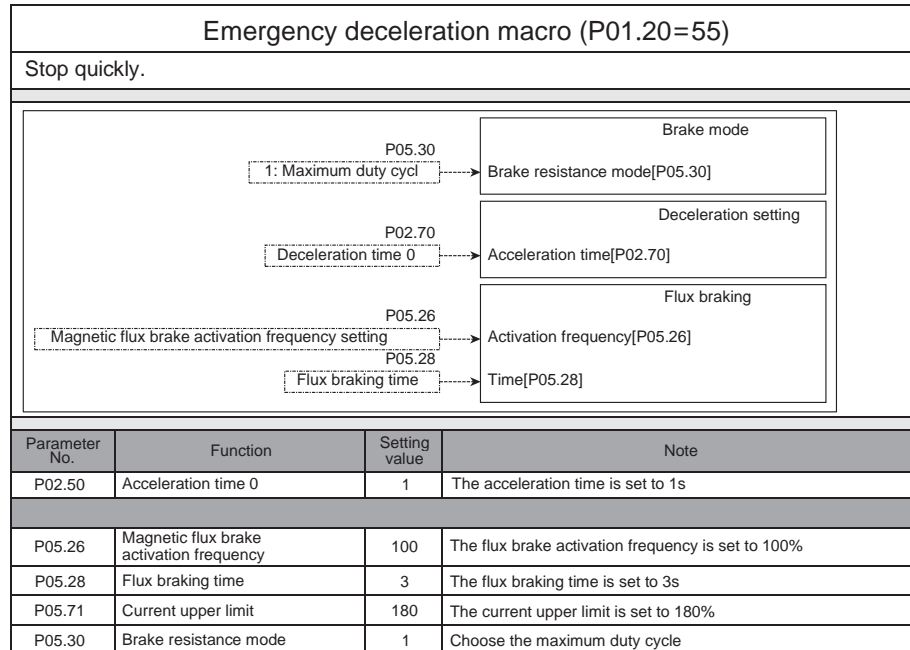 Emergency deceleration macro (P01.20=55)
Stop quickly.
Brake mode
P05.30
1: Maximum duty cycl
Brake resistance mode[P05.30]
Deceleration setting
P02.70
Deceleration time 0
Acceleration time[P02.70]
Flux braking
P05.26
Magnetic flux brake activation frequency setting
Activation frequency[P05.26]
P05.28
Flux braking time
Time[P05.28]
Parameter No. Function Setting value Note
P02.50 Acceleration time 0 1 The acceleration time is set to 1s
P05.26 Magnetic flux brake activation frequency 100 The flux brake activation frequency is set to 100%
P05.28 Flux braking time 3 The flux braking time is set to 3s
P05.71 Current upper limit 180 The current upper limit is set to 180%
P05.30 Brake resistance mode 1 Choose the maximum duty cycle